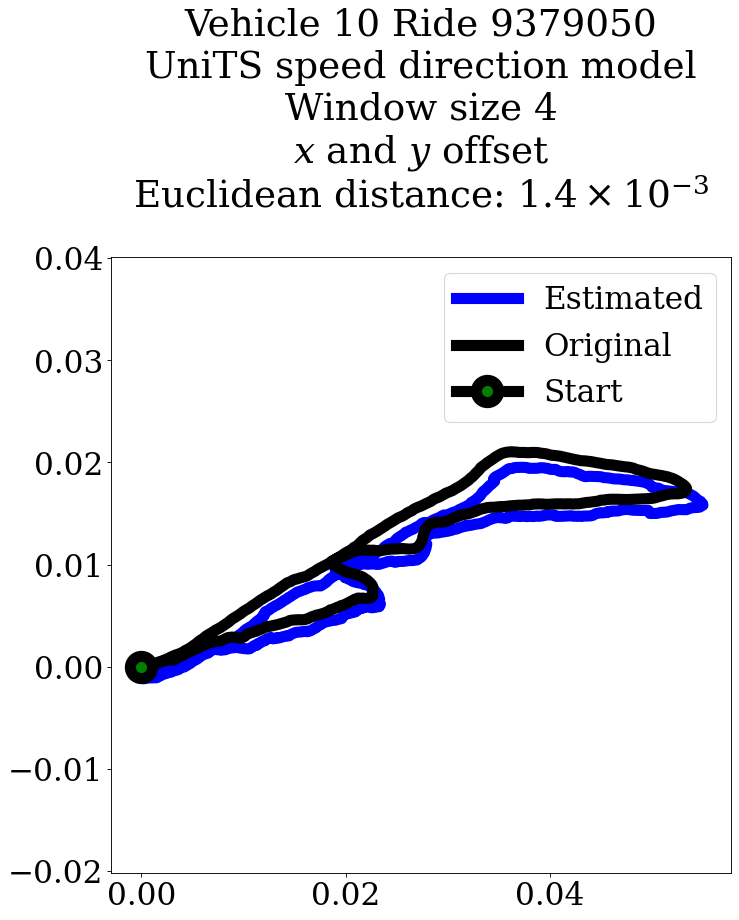 Vehicle 10 Ride 9379050
UniTS speed direction model
Window size 4
x and y offset
Euclidean distance: 1.4 × 10⁻³
Estimated
Original
Start
0.04
0.03
0.02
0.01
0.00
−0.01
−0.02
0.00 0.02 0.04